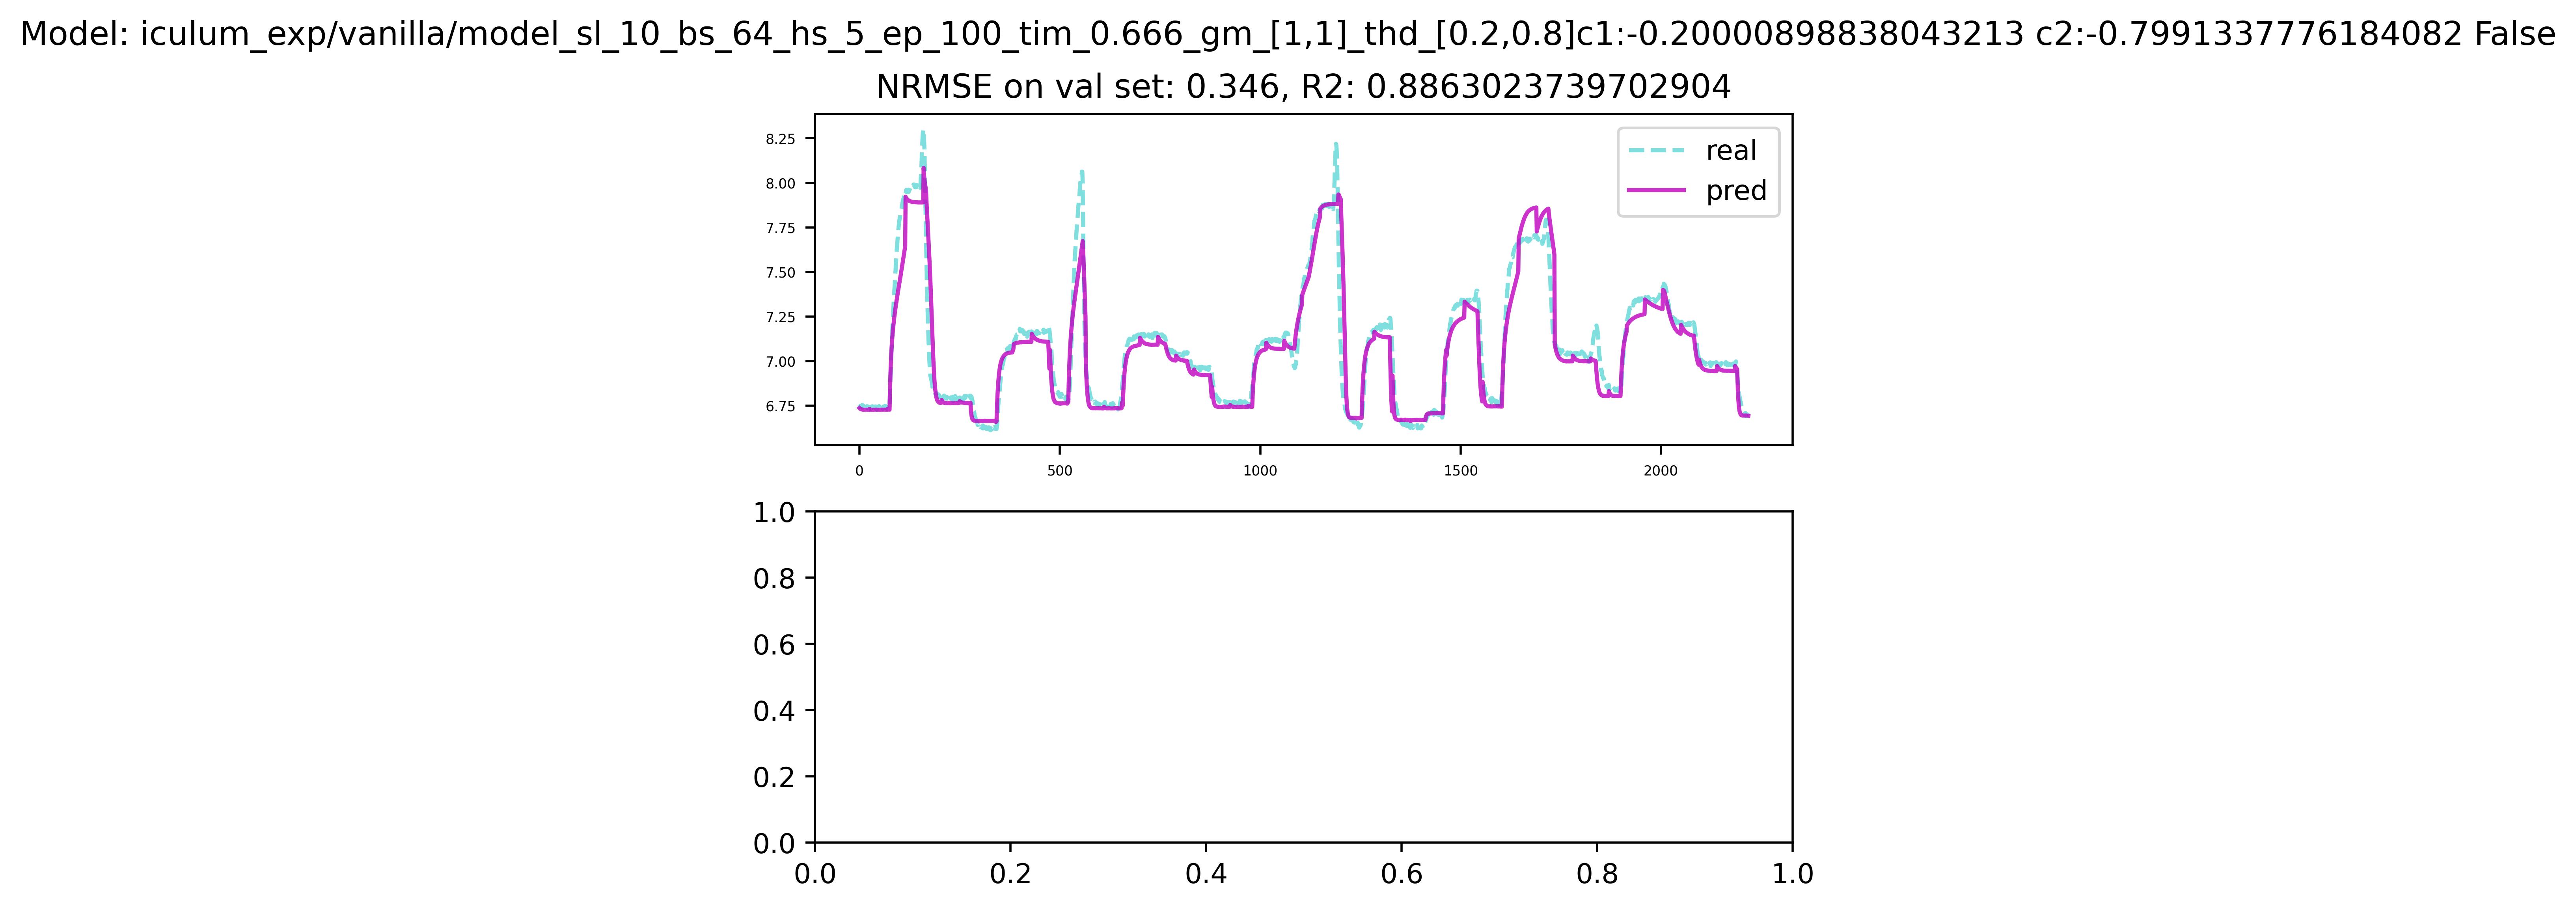 Model: iculum_exp/vanilla/model_sl_10_bs_64_hs_5_ep_100_tim_0.666_gm_[1,1]_thd_[0.2,0.8]c1:-0.20000898838043213 c2:-0.7991337776184082 False
NRMSE on val set: 0.346, R2: 0.8863023739702904
8.25
8.00
7.75
7.50
7.25
7.00
6.75
real
pred
0 500 1000 1500 2000
1.0
0.8
0.6
0.4
0.2
0.0
0.0 0.2 0.4 0.6 0.8 1.0